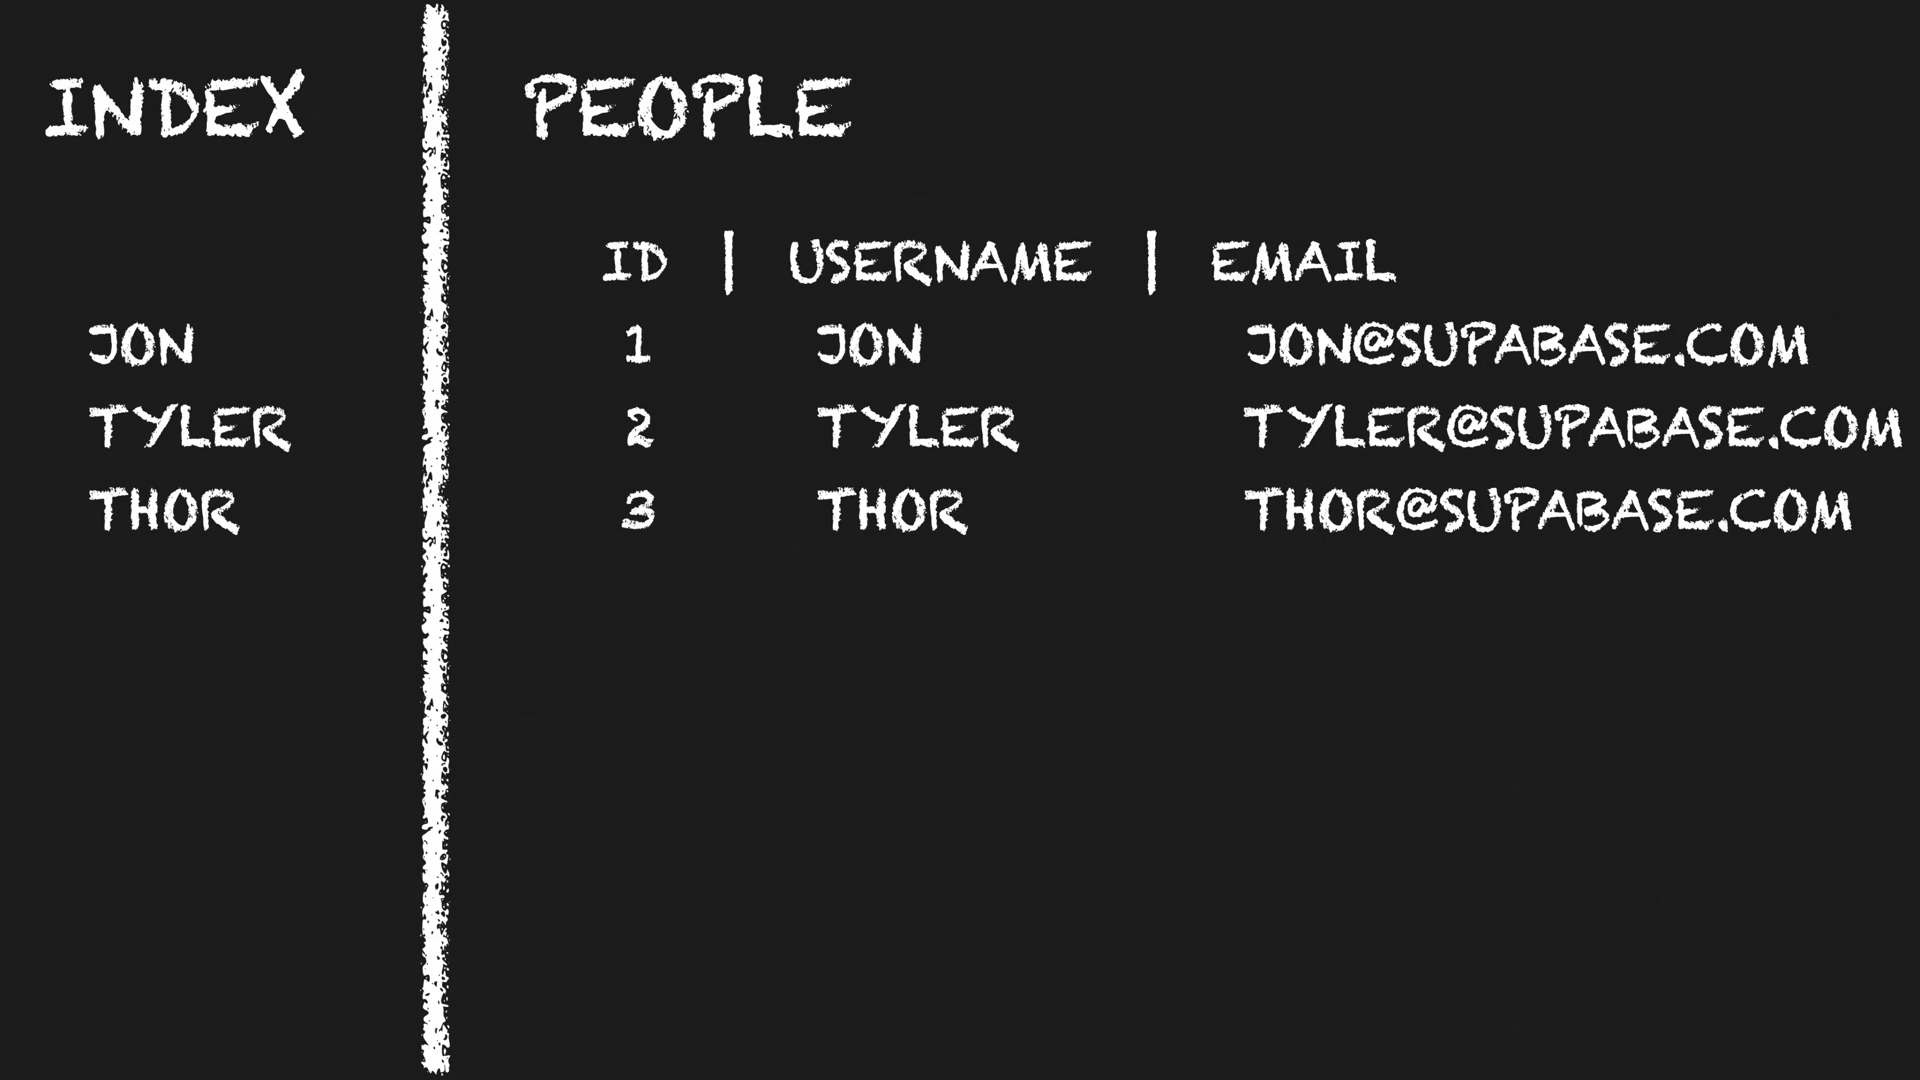 INDEX
JON
TYLER
THOR
PEOPLE
ID | USERNAME | EMAIL
1 JON JON@SUPABASE.COM
2 TYLER TYLER@SUPABASE.COM
3 THOR THOR@SUPABASE.COM